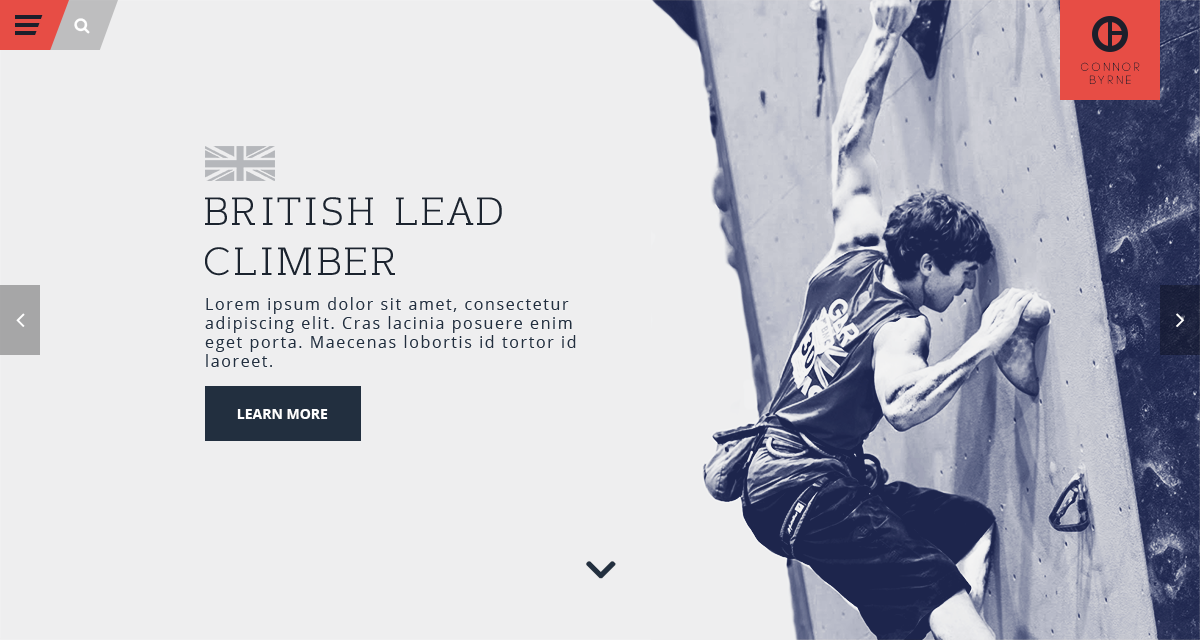 CONNOR
BYRNE
BRITISH LEAD
CLIMBER
Lorem ipsum dolor sit amet, consectetur
adipiscing elit. Cras lacinia posuere enim
eget porta. Maecenas lobortis id tortor id
laoreet.
LEARN MORE
GBR